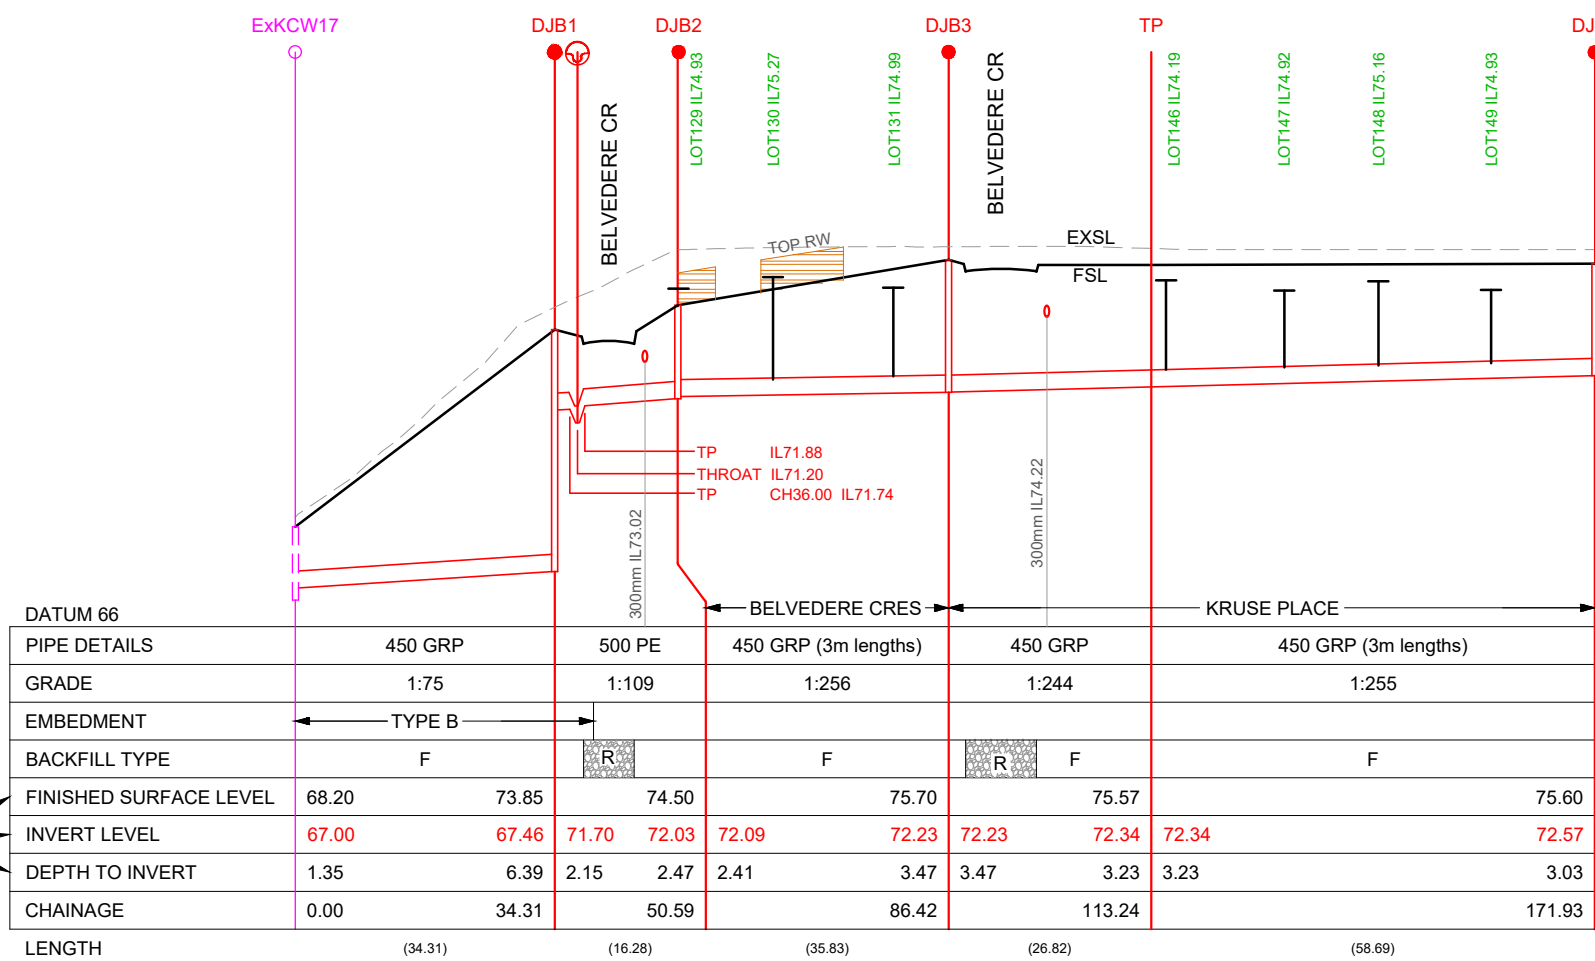 ExKCW17 DJB1 DJB2 DJB3 TP DJ
LOT129 IL74.93
LOT130 IL75.27
LOT131 IL74.99
LOT146 IL74.19
LOT147 IL74.92
LOT148 IL75.16
LOT149 IL74.93
BELVEDERE CR
BELVEDERE CR
TOP RW
EXSL
FSL
TP IL71.88
THROAT IL71.20
TP CH36.00 IL71.74
300mm IL73.02
300mm IL74.22
DATUM 66
BELVEDERE CRES KRUSE PLACE
PIPE DETAILS 450 GRP 500 PE 450 GRP (3m lengths) 450 GRP 450 GRP (3m lengths)
GRADE 1:75 1:109 1:256 1:244 1:255
EMBEDMENT TYPE B
BACKFILL TYPE F R F R F F
FINISHED SURFACE LEVEL 68.20 73.85 74.50 75.70 75.57 75.60
INVERT LEVEL 67.00 67.46 71.70 72.03 72.09 72.23 72.23 72.34 72.34 72.57
DEPTH TO INVERT 1.35 6.39 2.15 2.47 2.41 3.47 3.47 3.23 3.23 3.03
CHAINAGE 0.00 34.31 50.59 86.42 113.24 171.93
LENGTH (34.31) (16.28) (35.83) (26.82) (58.69)